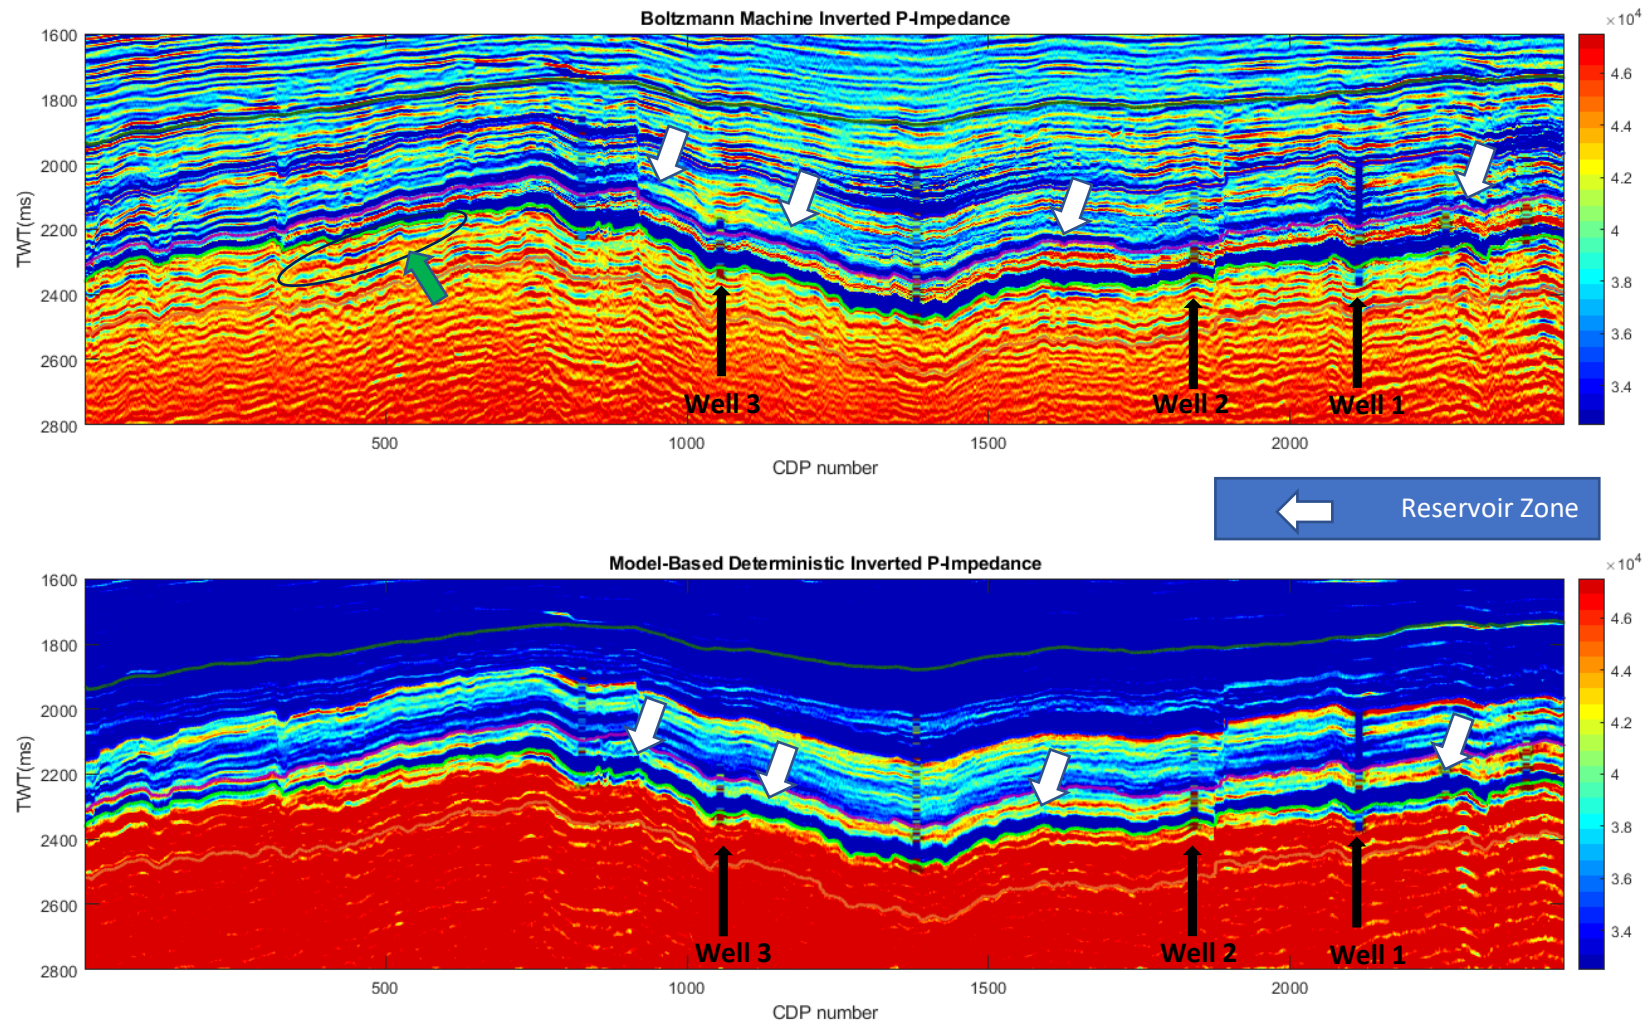 Boltzmann Machine Inverted P-Impedance
×10⁴
1600
1800
2000
2200
2400
2600
2800
TWT(ms)
4.6
4.4
4.2
4
3.8
3.6
3.4
Well 3
Well 2
Well 1
500
1000
1500
2000
CDP number
Reservoir Zone
Model-Based Deterministic Inverted P-Impedance
×10⁴
1600
1800
2000
2200
2400
2600
2800
TWT(ms)
4.6
4.4
4.2
4
3.8
3.6
3.4
Well 3
Well 2
Well 1
500
1000
1500
2000
CDP number